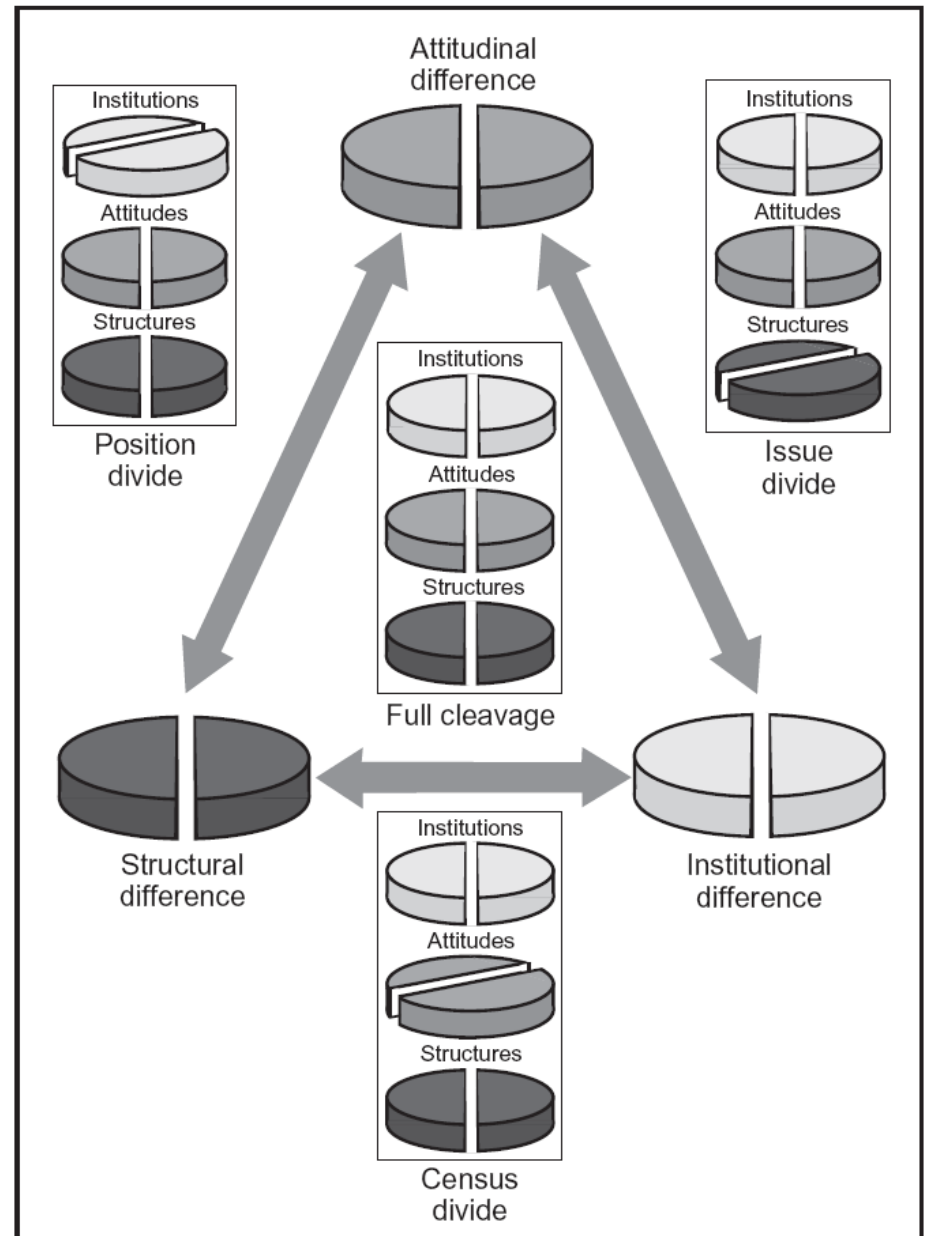 Attitudinal
difference
Institutions
Attitudes
Structures
Position
divide
Institutions
Attitudes
Structures
Issue
divide
Institutions
Attitudes
Structures
Full cleavage
Structural
difference
Institutional
difference
Institutions
Attitudes
Structures
Census
divide